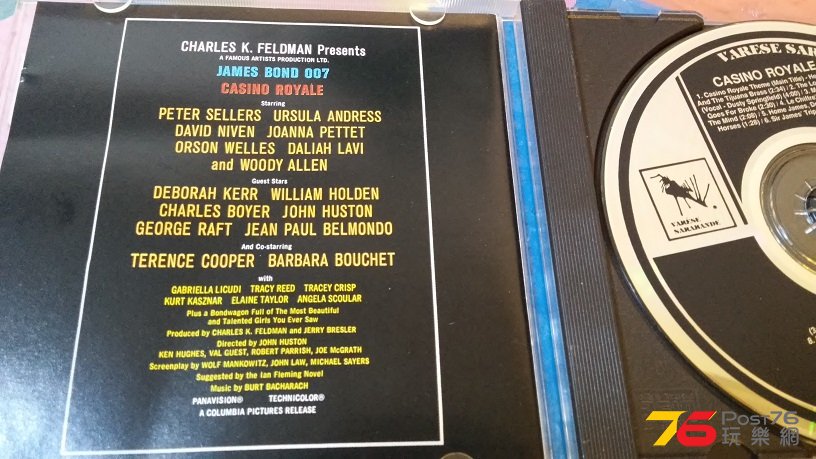 CHARLES K. FELDMAN Presents
A FAMOUS ARTISTS PRODUCTION LTD.
JAMES BOND 007
CASINO ROYALE
Starring
PETER SELLERS URSULA ANDRESS
DAVID NIVEN JOANNA PETTET
ORSON WELLES DALIAH LAVI
and WOODY ALLEN
Guest Stars
DEBORAH KERR WILLIAM HOLDEN
CHARLES BOYER JOHN HUSTON
GEORGE RAFT JEAN PAUL BELMONDO
And Co-starring
TERENCE COOPER BARBARA BOUCHET
with
GABRIELLA LICUDI TRACY REED TRACEY CRISP
KURT KASZNAR ELAINE TAYLOR ANGELA SCOULAR
Plus a Bondwagon Full of The Most Beautiful
and Talented Girls You Ever Saw
Produced by CHARLES K. FELDMAN and JERRY BRESLER
Directed by JOHN HUSTON
KEN HUGHES, VAL GUEST, ROBERT PARRISH, JOE McGRATH
Screenplay by WOLF MANKOWITZ, JOHN LAW, MICHAEL SAYERS
Suggested by the Ian Fleming Novel
Music by BURT BACHARACH
PANAVISION® TECHNICOLOR®
A COLUMBIA PICTURES RELEASE
VARESE SAR
CASINO ROYALE
1. Casino Royale Theme (Main Title) - He
And The Tijuana Brass (2:34) / 2. The L
(Vocal - Dusty Springfield) (4:00) / 3. M
Goes For Broke (2:30) / 4. Le Chiffre
The Mind (2:08) / 5. Home James, Do
Horses (1:28) / 6. Sir James' Trip
VARÈSE
SARABANDE
(3
8.
76 Post76
玩樂網